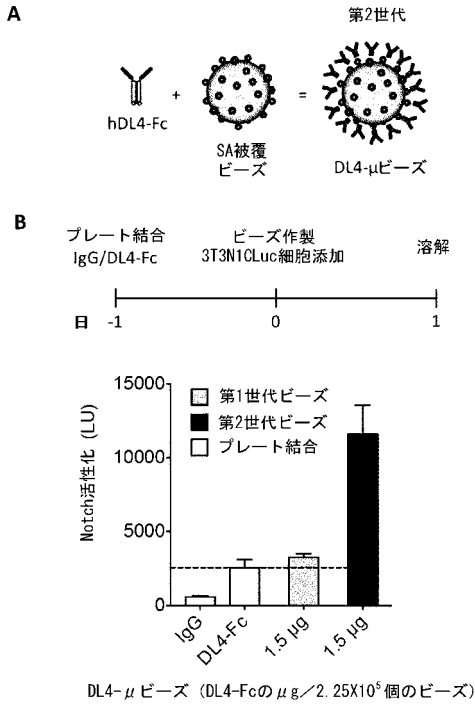 A
第2世代
+
=
hDL4-Fc
SA被覆
ビーズ
DL4-μビーズ
B
プレート結合
IgG/DL4-Fc
ビーズ作製
3T3N1CLuc細胞添加
溶解
日
-1
0
1
Notch活性化 (LU)
15000
10000
5000
0
第1世代ビーズ
第2世代ビーズ
プレート結合
IgG
DL4-Fc
1.5 μg
1.5 μg
DL4-μビーズ (DL4-Fcのμg/2.25X10⁵個のビーズ)